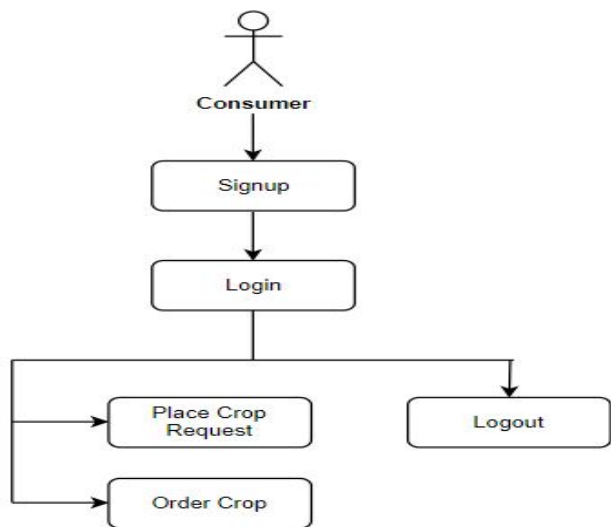 Consumer
Signup
Login
Place Crop
Request
Logout
Order Crop